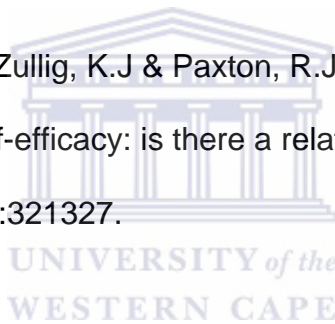 Zullig, K.J & Paxton, R.J
f-efficacy: is there a rela
:321327.
UNIVERSITY of the
WESTERN CAPE